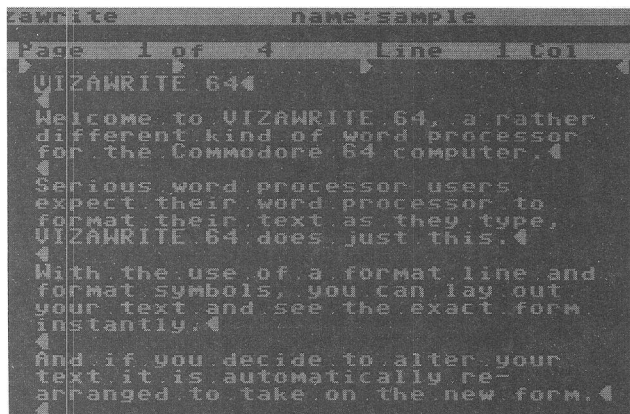 zawrite name:sample
Page 1 of 4 Line 1 Col
VIZAWRITE 64
Welcome to VIZAWRITE 64, a rather
different kind of word processor
for the Commodore 64 computer.
Serious word processor users
expect their word processor to
format their text as they type,
VIZAWRITE 64 does just this.
With the use of a format line and
format symbols, you can lay out
your text and see the exact form
instantly.
And if you decide to alter your
text it is automatically re-
arranged to take on the new form.